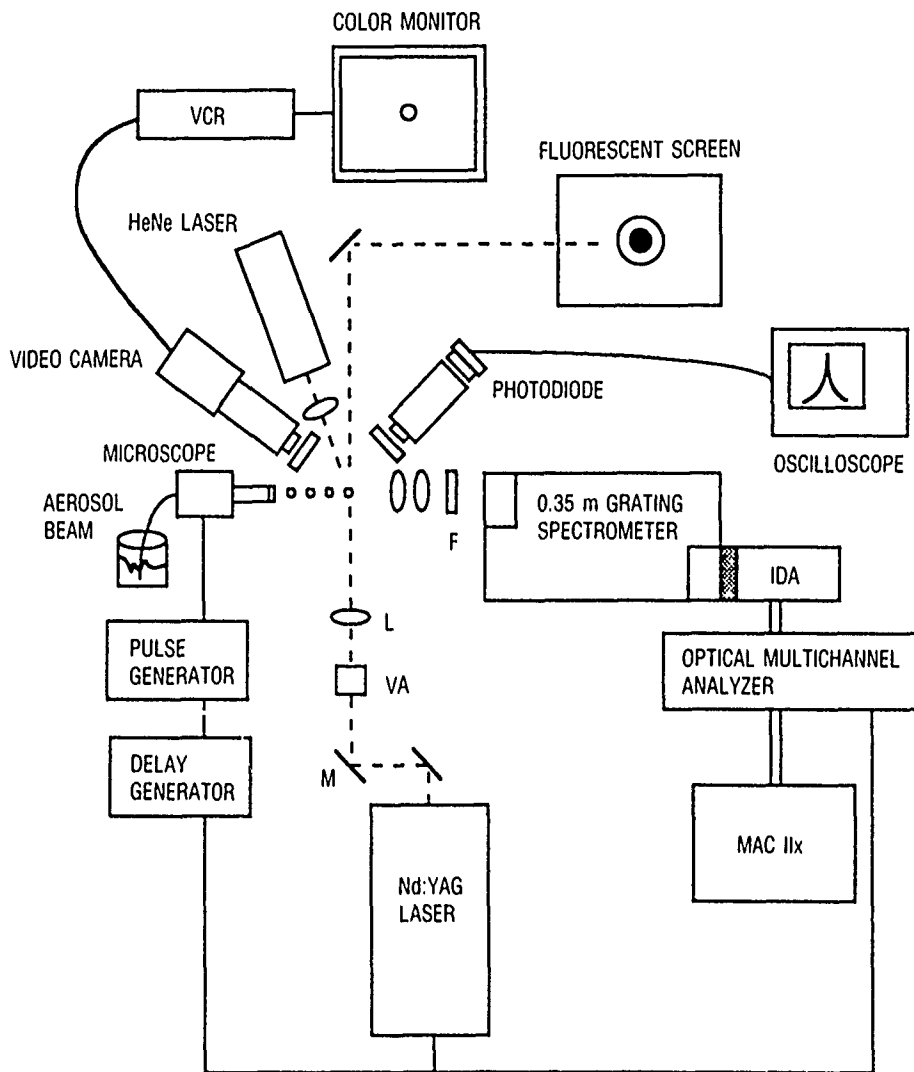 COLOR MONITOR
VCR
FLUORESCENT SCREEN
HeNe LASER
VIDEO CAMERA
PHOTODIODE
OSCILLOSCOPE
MICROSCOPE
AEROSOL
BEAM
0.35 m GRATING
SPECTROMETER
F
IDA
L
PULSE
GENERATOR
VA
OPTICAL MULTICHANNEL
ANALYZER
DELAY
GENERATOR
M
MAC IIx
Nd:YAG
LASER